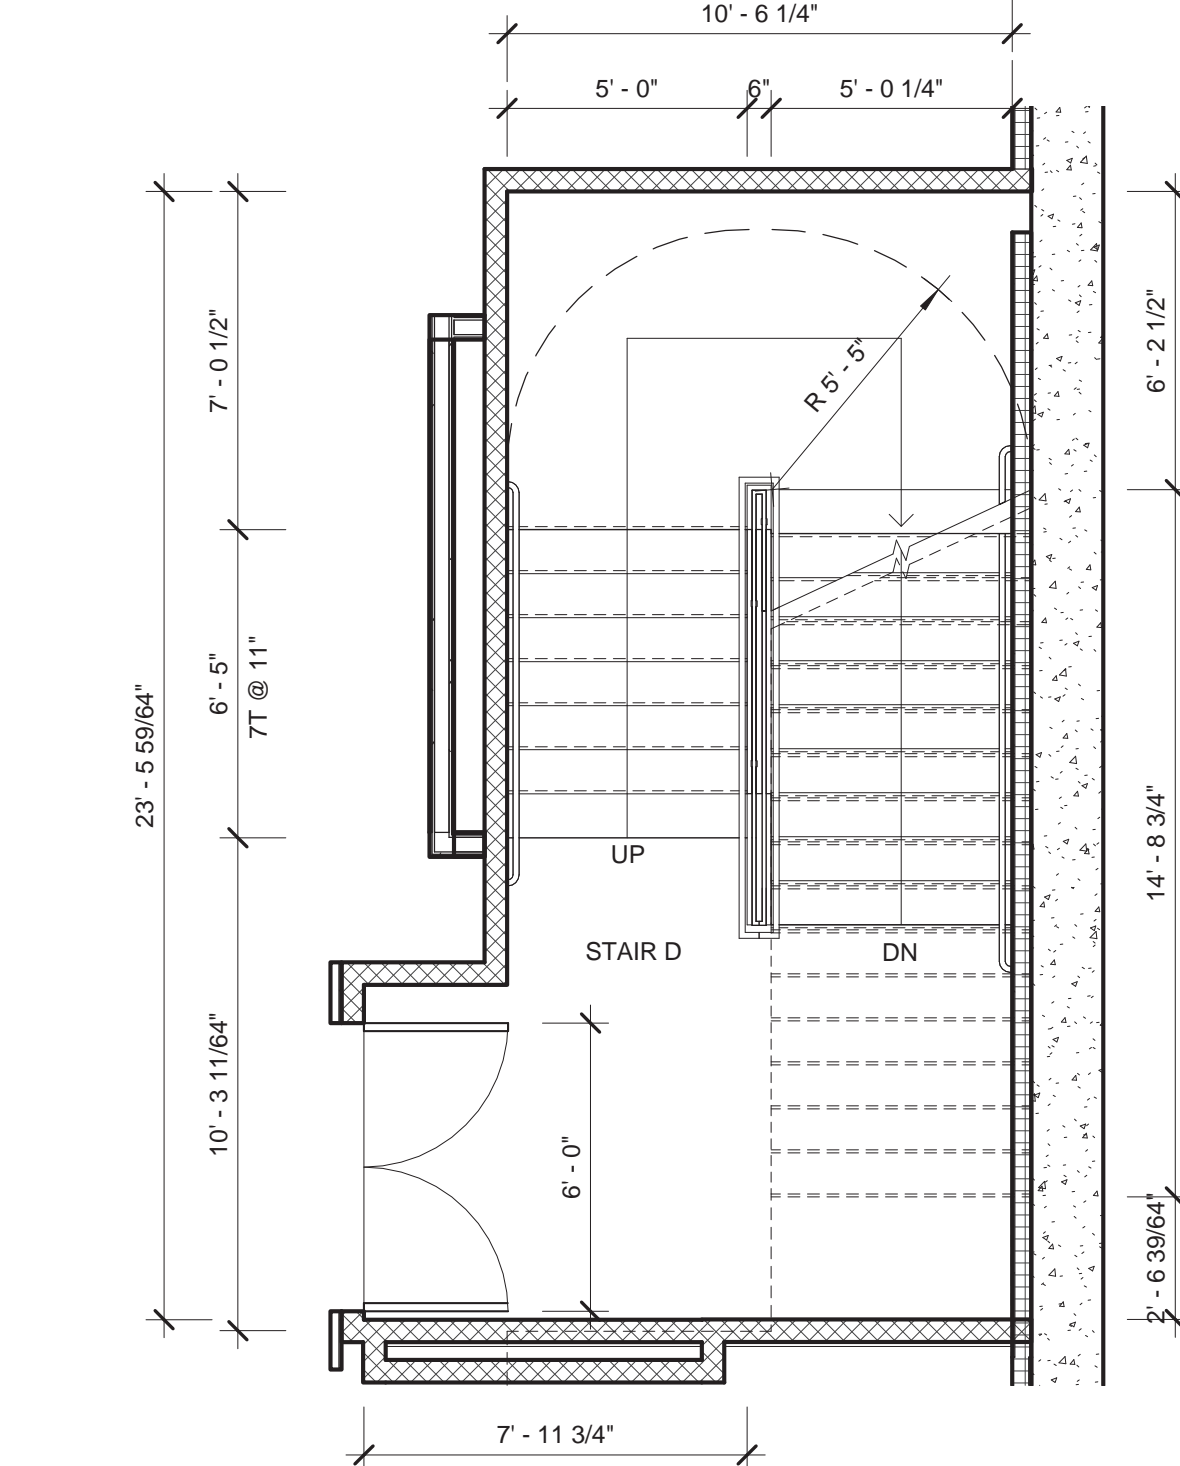 10' - 6 1/4"
5' - 0"
6"
5' - 0 1/4"
7' - 0 1/2"
6' - 2 1/2"
R 5' - 5"
23' - 5 59/64"
6' - 5"
7T @ 11"
14' - 8 3/4"
UP
STAIR D
DN
10' - 3 11/64"
6' - 0"
2' - 6 39/64"
7' - 11 3/4"